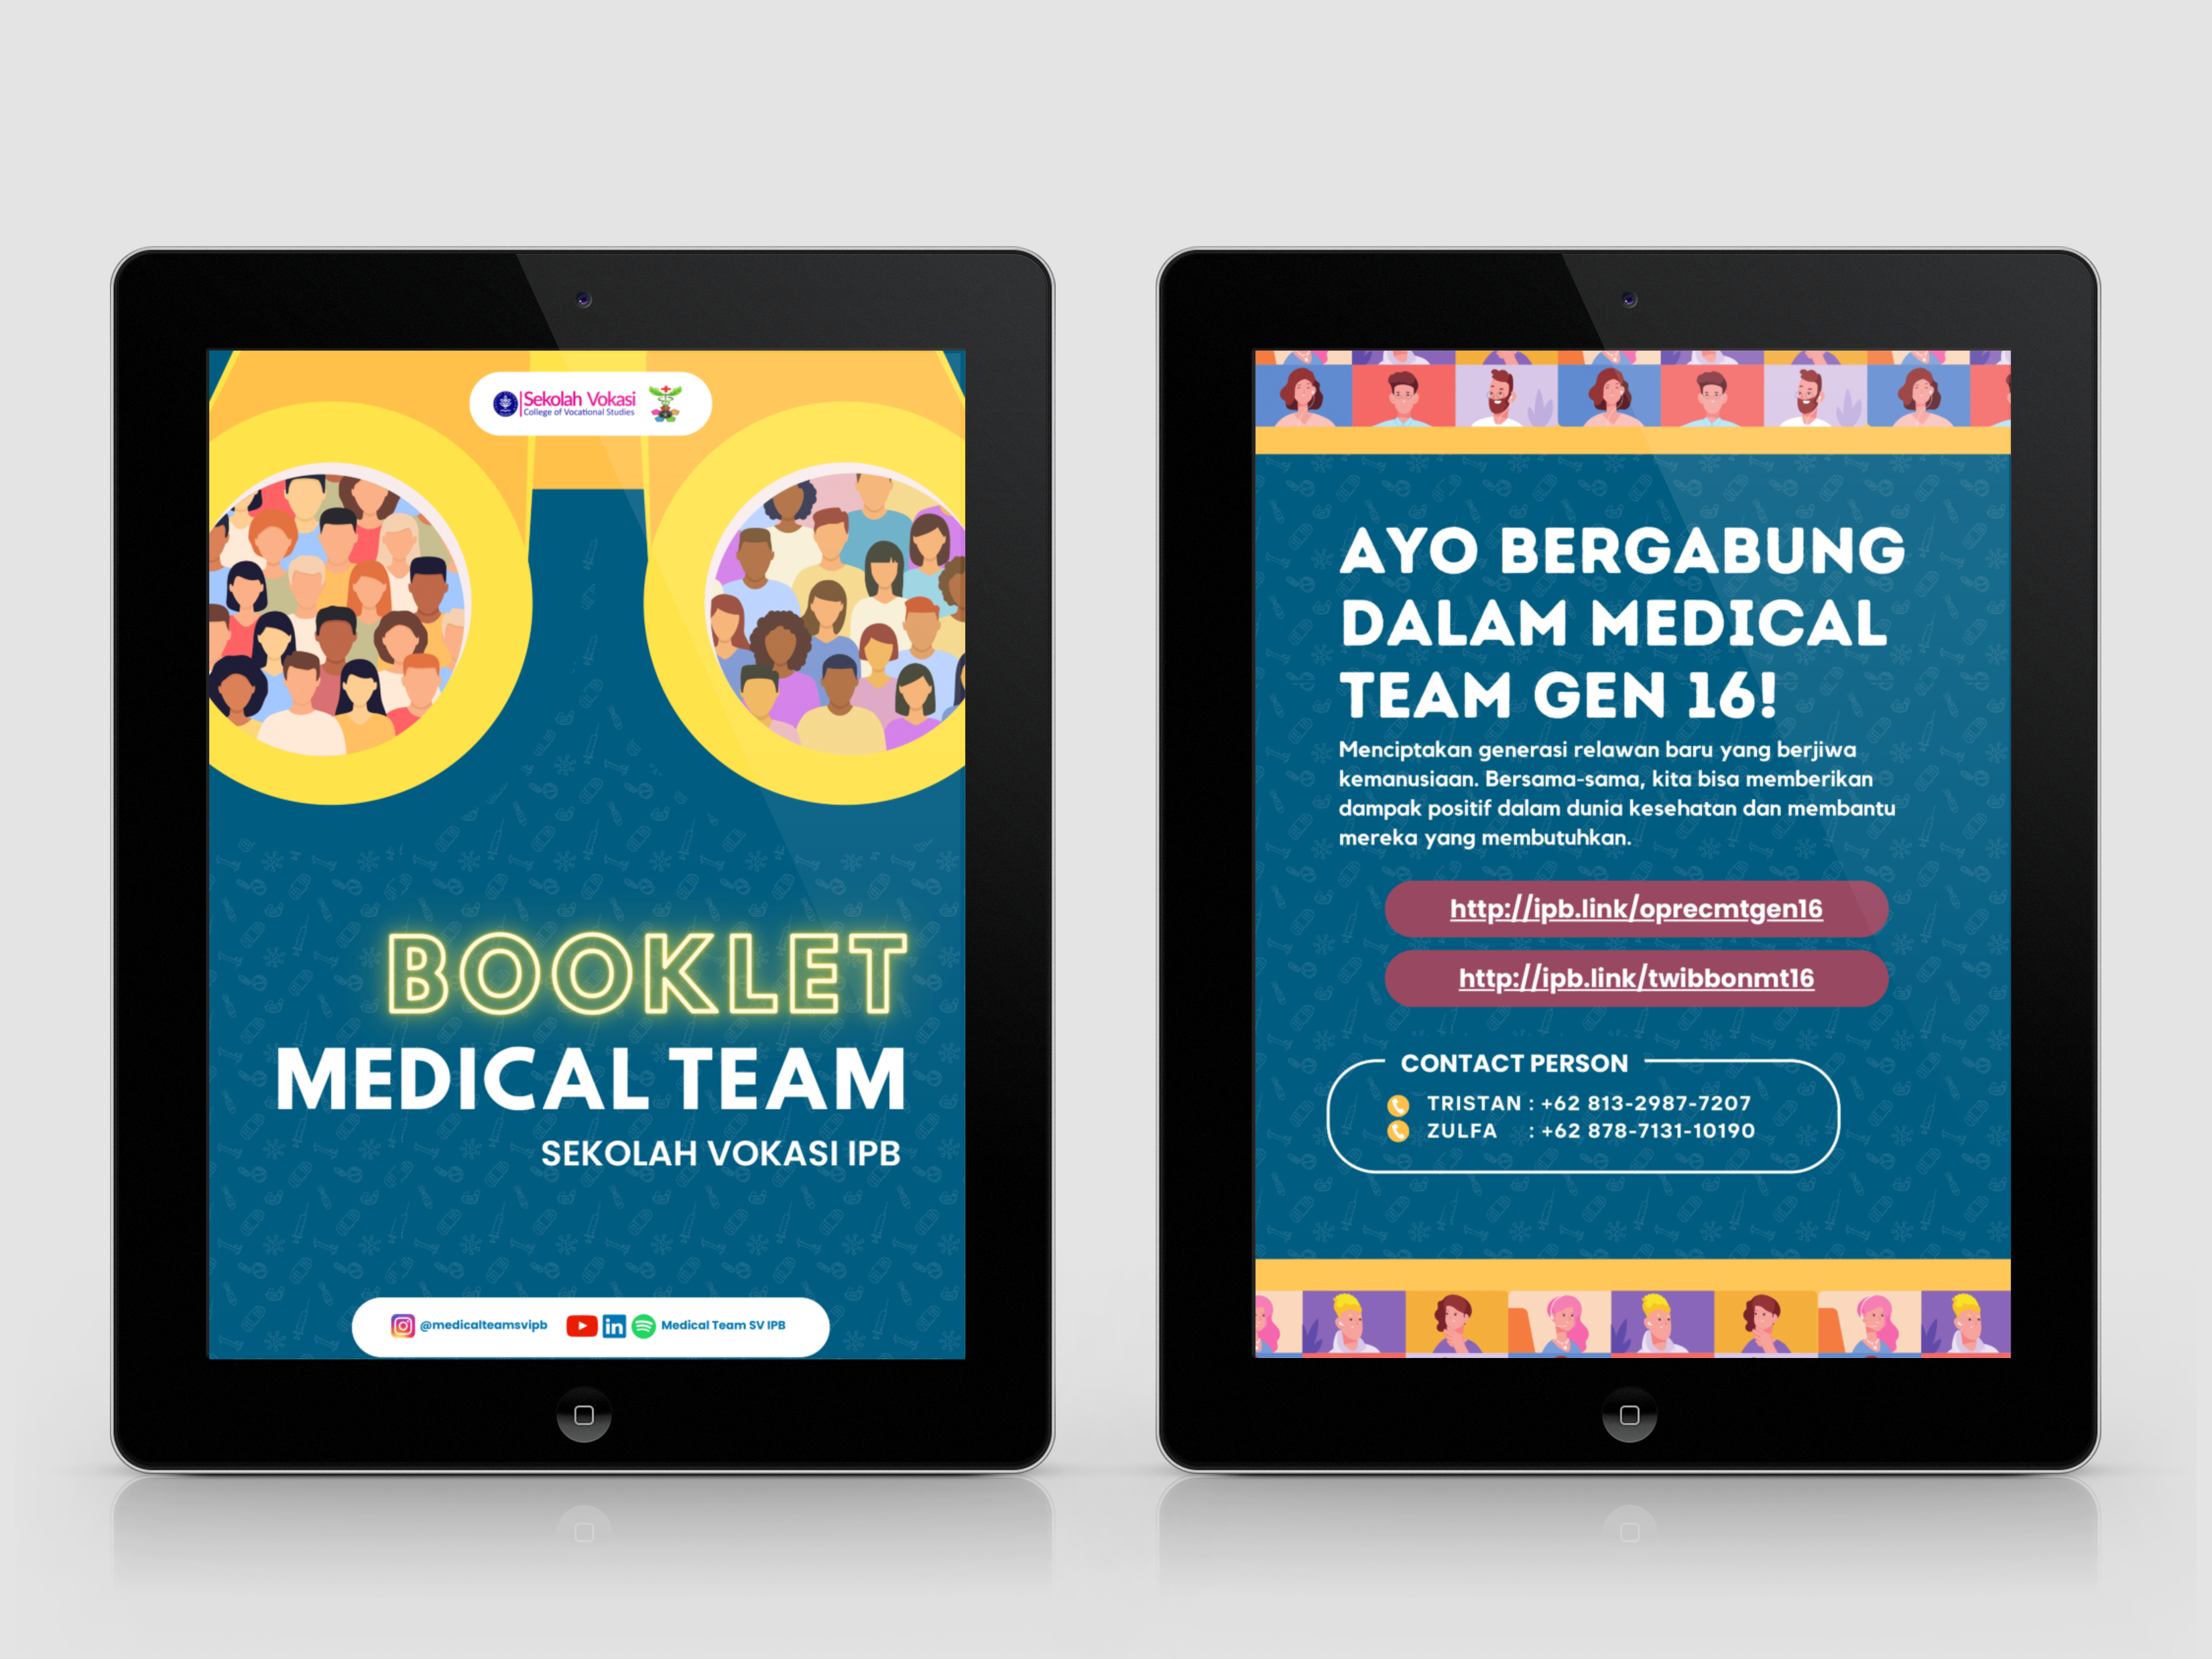 Sekolah Vokasi
College of Vocational Studies
BOOKLET
MEDICAL TEAM
SEKOLAH VOKASI IPB
@medicalteamsvipb
Medical Team SV IPB
AYO BERGABUNG
DALAM MEDICAL
TEAM GEN 16!
Menciptakan generasi relawan baru yang berjiwa
kemanusiaan. Bersama-sama, kita bisa memberikan
dampak positif dalam dunia kesehatan dan membantu
mereka yang membutuhkan.
http://ipb.link/oprecmtgen16
http://ipb.link/twibbonmt16
CONTACT PERSON
TRISTAN : +62 813-2987-7207
ZULFA : +62 878-7131-10190